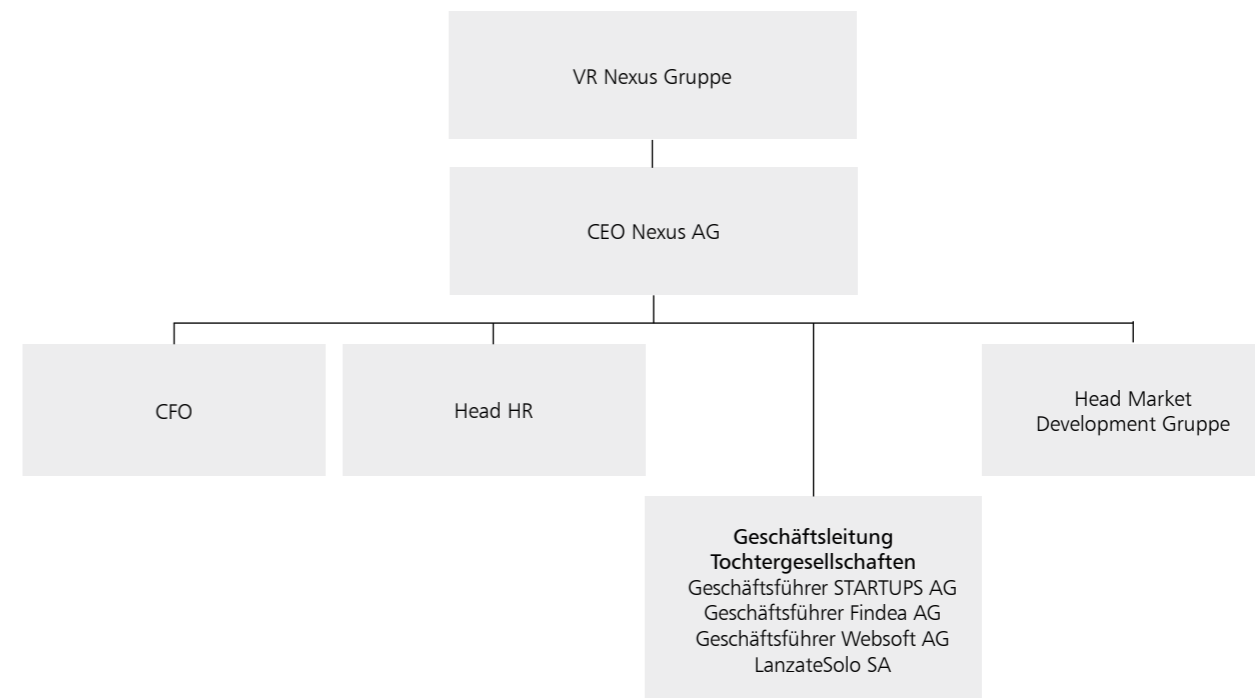 VR Nexus Gruppe
CEO Nexus AG
CFO
Head HR
Head Market
Development Gruppe
Geschäftsleitung
Tochtergesellschaften
Geschäftsführer STARTUPS AG
Geschäftsführer Findea AG
Geschäftsführer Websoft AG
LanzateSolo SA